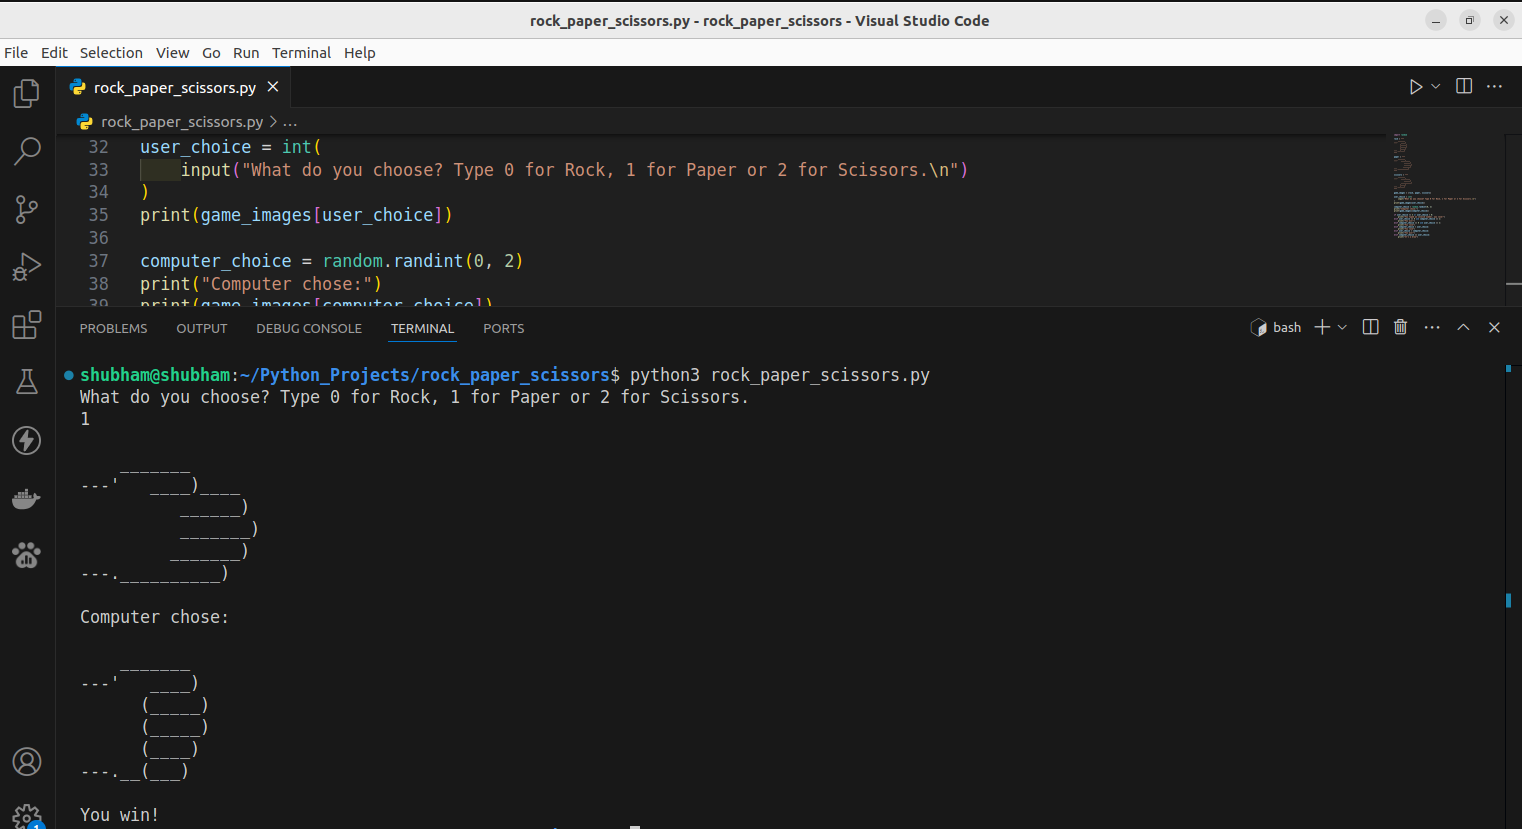 rock_paper_scissors.py - rock_paper_scissors - Visual Studio Code
File Edit Selection View Go Run Terminal Help
rock_paper_scissors.py
rock_paper_scissors.py > ...
32 user_choice = int(
33     input("What do you choose? Type 0 for Rock, 1 for Paper or 2 for Scissors.\n")
34 )
35 print(game_images[user_choice])
36
37 computer_choice = random.randint(0, 2)
38 print("Computer chose:")
39 print(game_images[computer_choice])
PROBLEMS OUTPUT DEBUG CONSOLE TERMINAL PORTS
bash
shubham@shubham:~/Python_Projects/rock_paper_scissors$ python3 rock_paper_scissors.py
What do you choose? Type 0 for Rock, 1 for Paper or 2 for Scissors.
1
    _______
---'   ____)____
          ______)
          _______)
         _______)
---.__________)
Computer chose:
    _______
---'   ____)
      (_____)
      (_____)
      (____)
---.__(___)
You win!
1